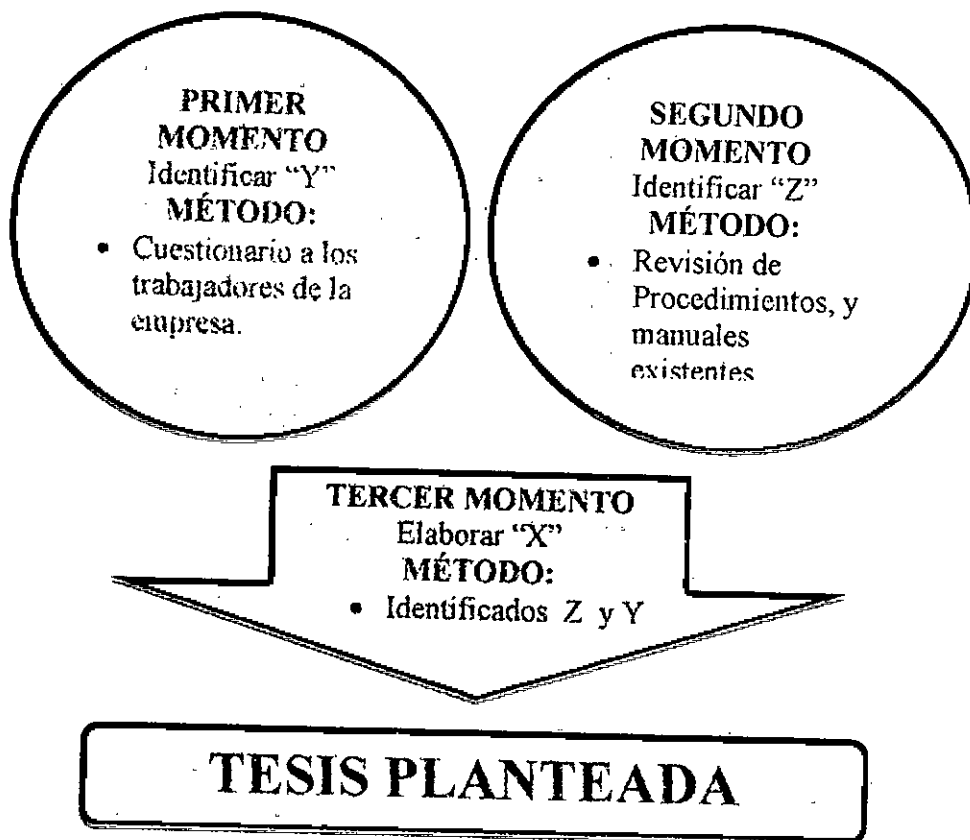 PRIMER
MOMENTO
Identificar “Y”
MÉTODO:
• Cuestionario a los
trabajadores de la
empresa.
SEGUNDO
MOMENTO
Identificar “Z”
MÉTODO:
• Revisión de
Procedimientos, y
manuales
existentes
TERCER MOMENTO
Elaborar “X”
MÉTODO:
• Identificados Z y Y
TESIS PLANTEADA